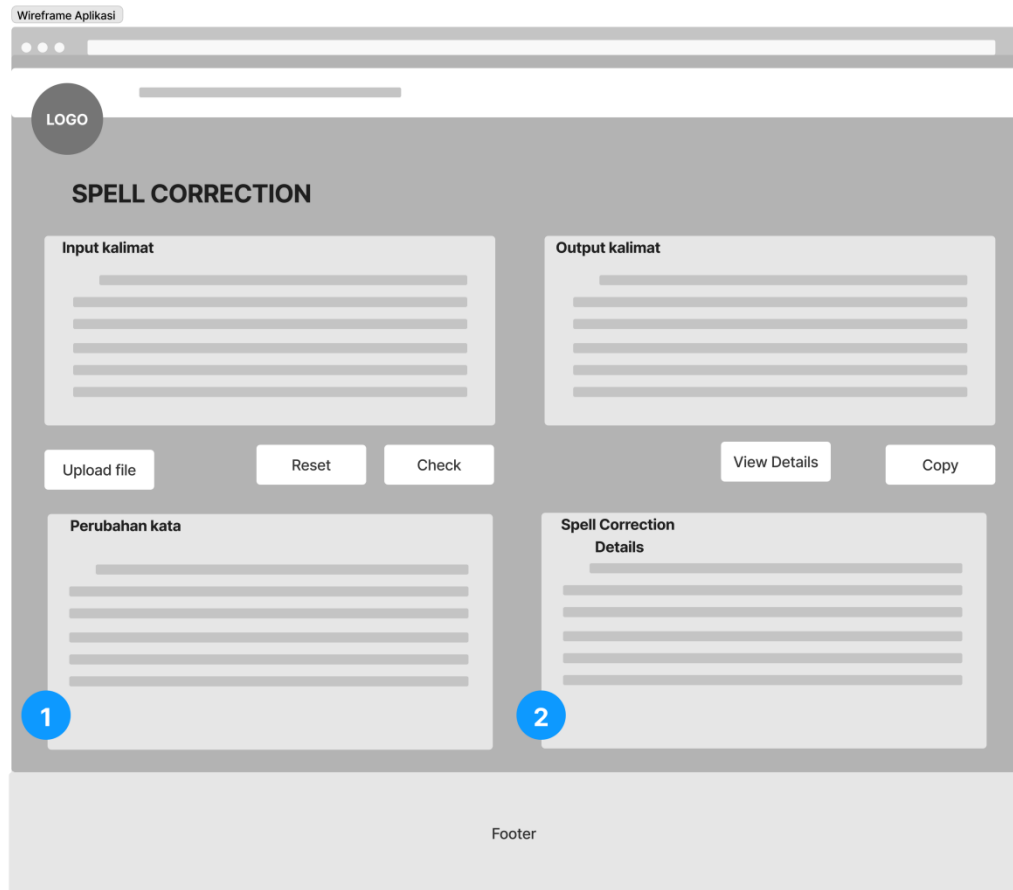 Wireframe Aplikasi
LOGO
SPELL CORRECTION
Input kalimat
Output kalimat
Upload file
Reset
Check
View Details
Copy
Perubahan kata
Spell Correction
Details
1
2
Footer